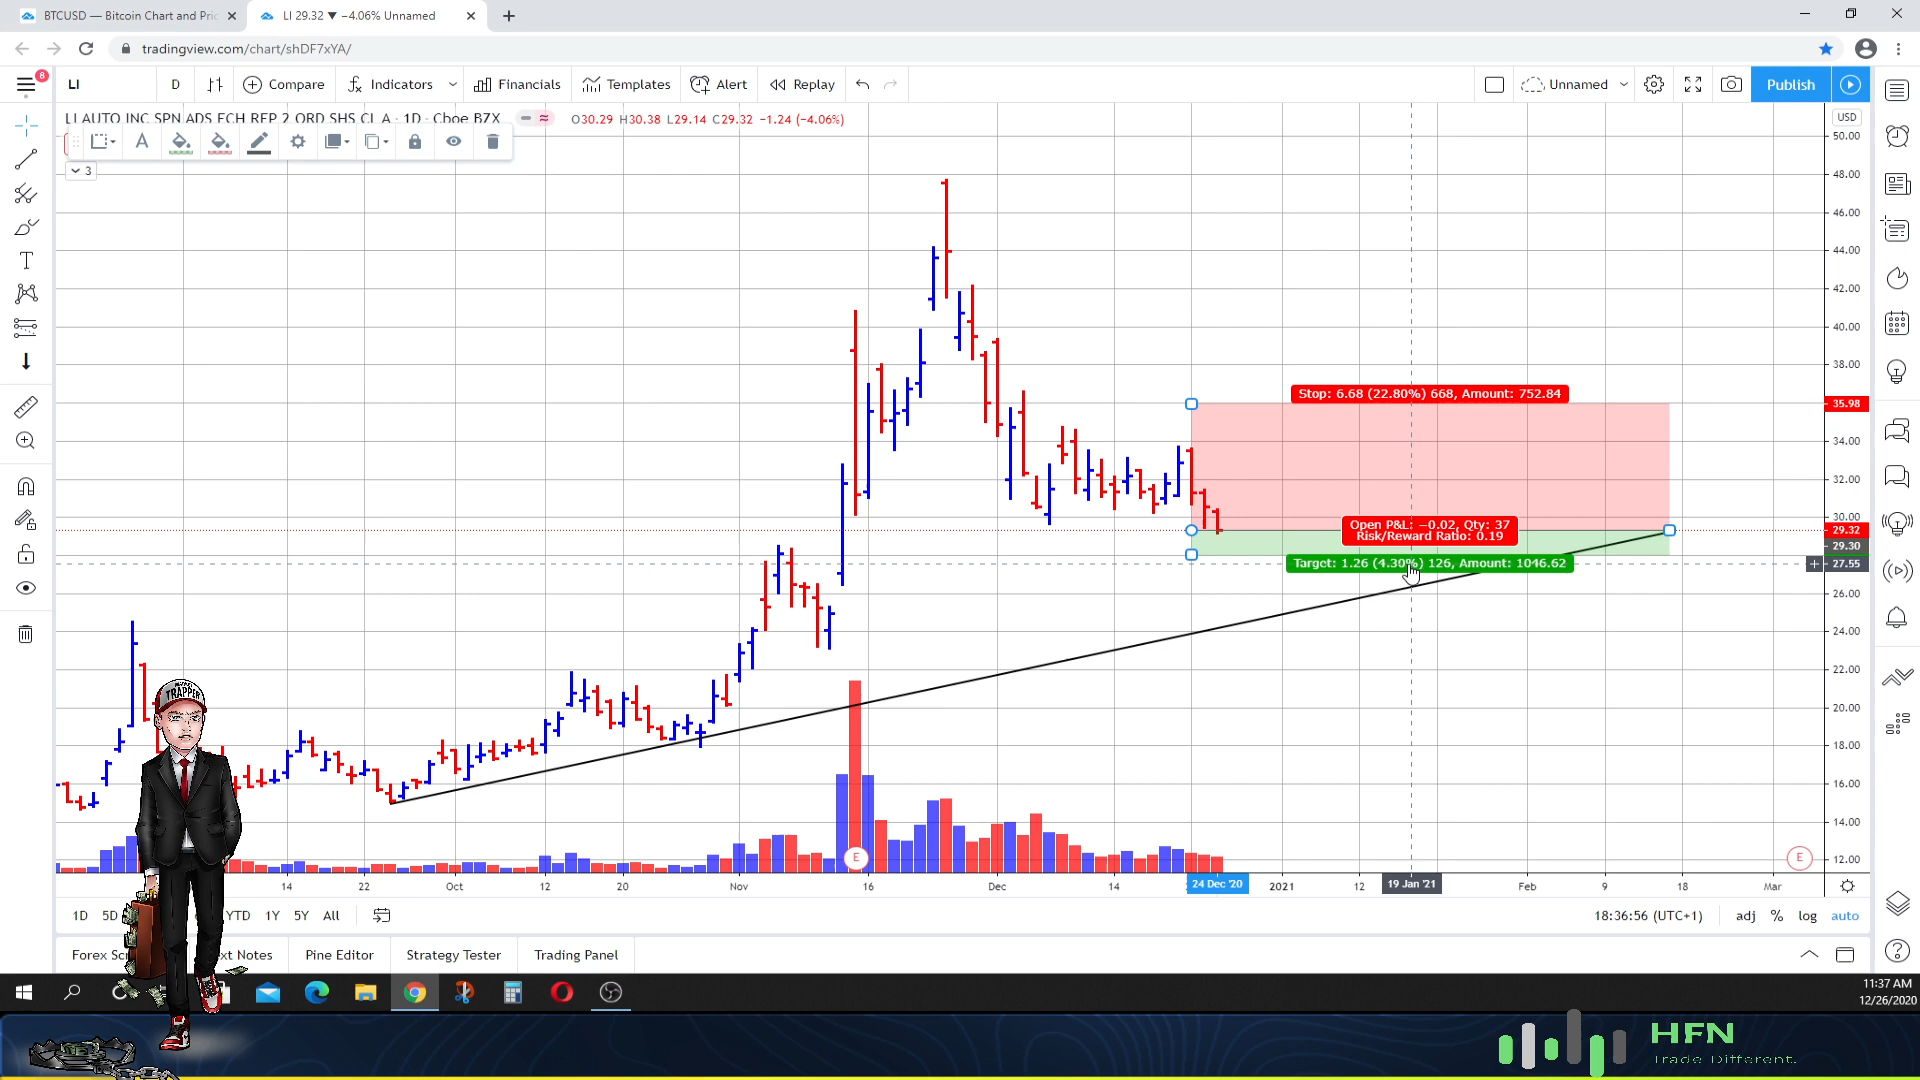 BTCUSD — Bitcoin Chart and Pric
LI 29.32 ▼ −4.06% Unnamed
tradingview.com/chart/shDF7xYA/
8
LI
D
Compare
Indicators
Financials
Templates
Alert
Replay
Unnamed
Publish
LI AUTO INC SPN ADS ECH REP 2 ORD SHS CL A · 1D · Cboe BZX
O30.29 H30.38 L29.14 C29.32 −1.24 (−4.06%)
3
USD
50.00
48.00
46.00
44.00
42.00
40.00
38.00
Stop: 6.68 (22.80%) 668, Amount: 752.84
35.98
34.00
32.00
30.00
Open P&L: −0.02, Qty: 37
29.32
Risk/Reward Ratio: 0.19
29.30
Target: 1.26 (4.30%) 126, Amount: 1046.62
27.55
26.00
24.00
22.00
20.00
18.00
16.00
14.00
12.00
TRAPPER
E
E
14
22
Oct
12
20
Nov
16
Dec
14
24 Dec '20
2021
12
19 Jan '21
Feb
9
18
Mar
1D
5D
YTD
1Y
5Y
All
18:36:56 (UTC+1)
adj
%
log
auto
Forex Scr
xt Notes
Pine Editor
Strategy Tester
Trading Panel
11:37 AM
12/26/2020
HFN
Trade Different.